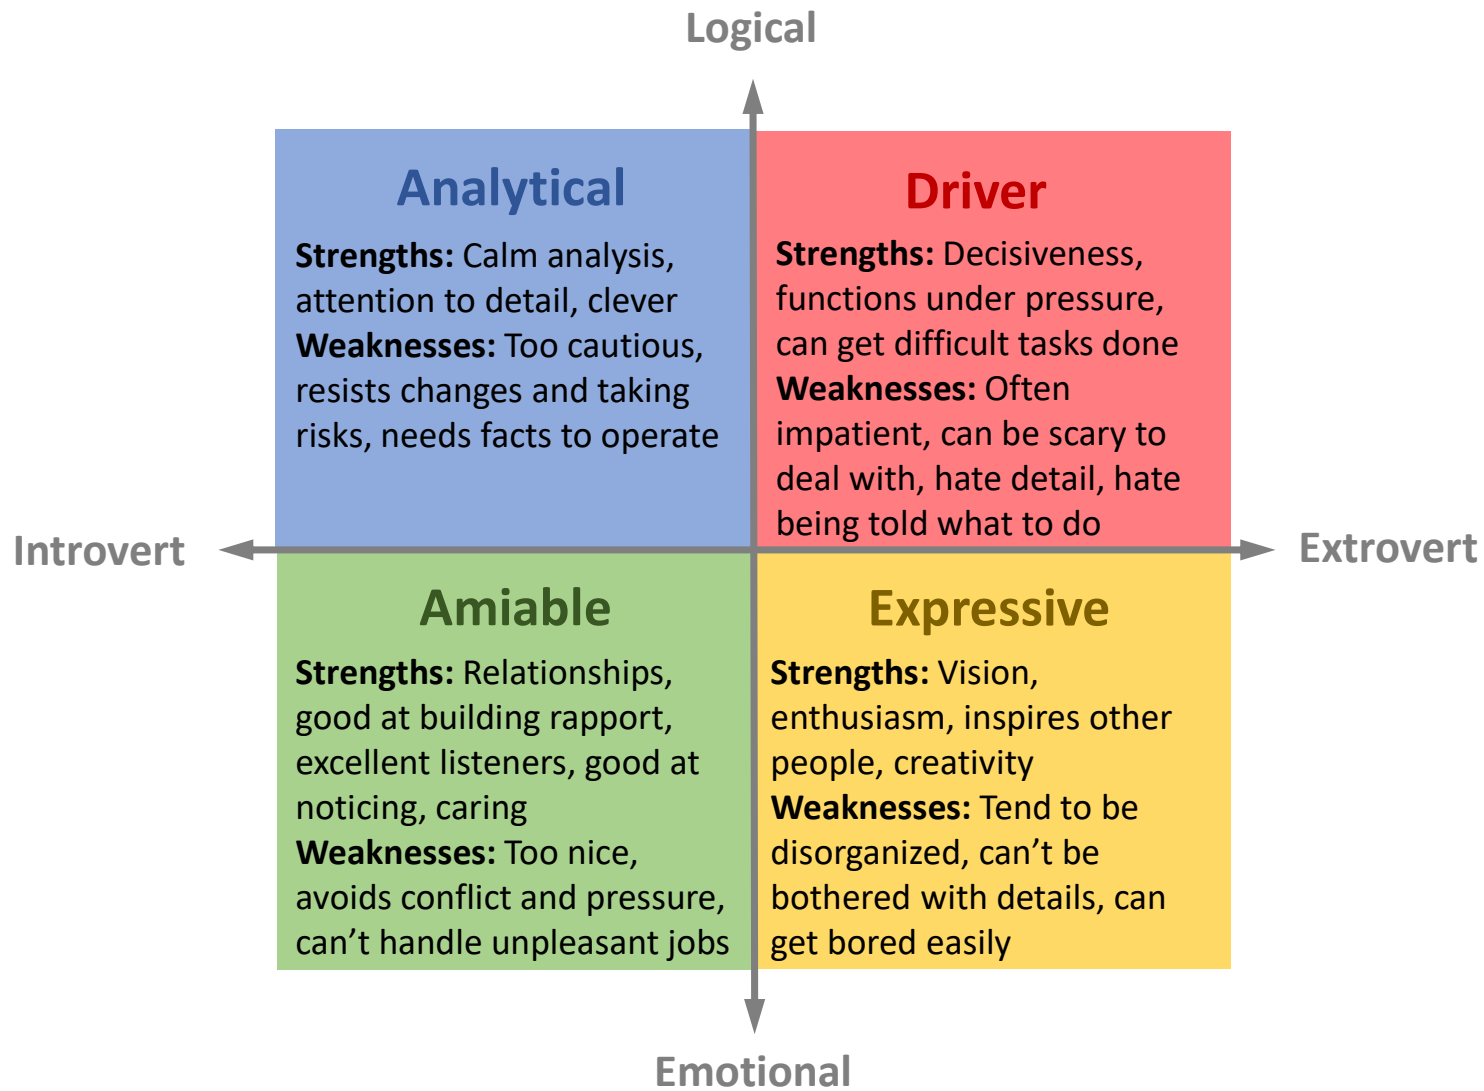 Logical
Analytical
Strengths: Calm analysis,
attention to detail, clever
Weaknesses: Too cautious,
resists changes and taking
risks, needs facts to operate
Driver
Strengths: Decisiveness,
functions under pressure,
can get difficult tasks done
Weaknesses: Often
impatient, can be scary to
deal with, hate detail, hate
being told what to do
Introvert
Extrovert
Amiable
Strengths: Relationships,
good at building rapport,
excellent listeners, good at
noticing, caring
Weaknesses: Too nice,
avoids conflict and pressure,
can’t handle unpleasant jobs
Expressive
Strengths: Vision,
enthusiasm, inspires other
people, creativity
Weaknesses: Tend to be
disorganized, can’t be
bothered with details, can
get bored easily
Emotional